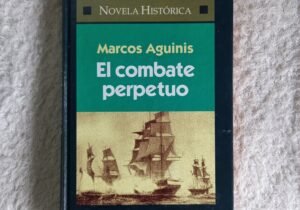 NOVELA HISTÓRICA
Marcos Aguinis
El combate
perpetuo